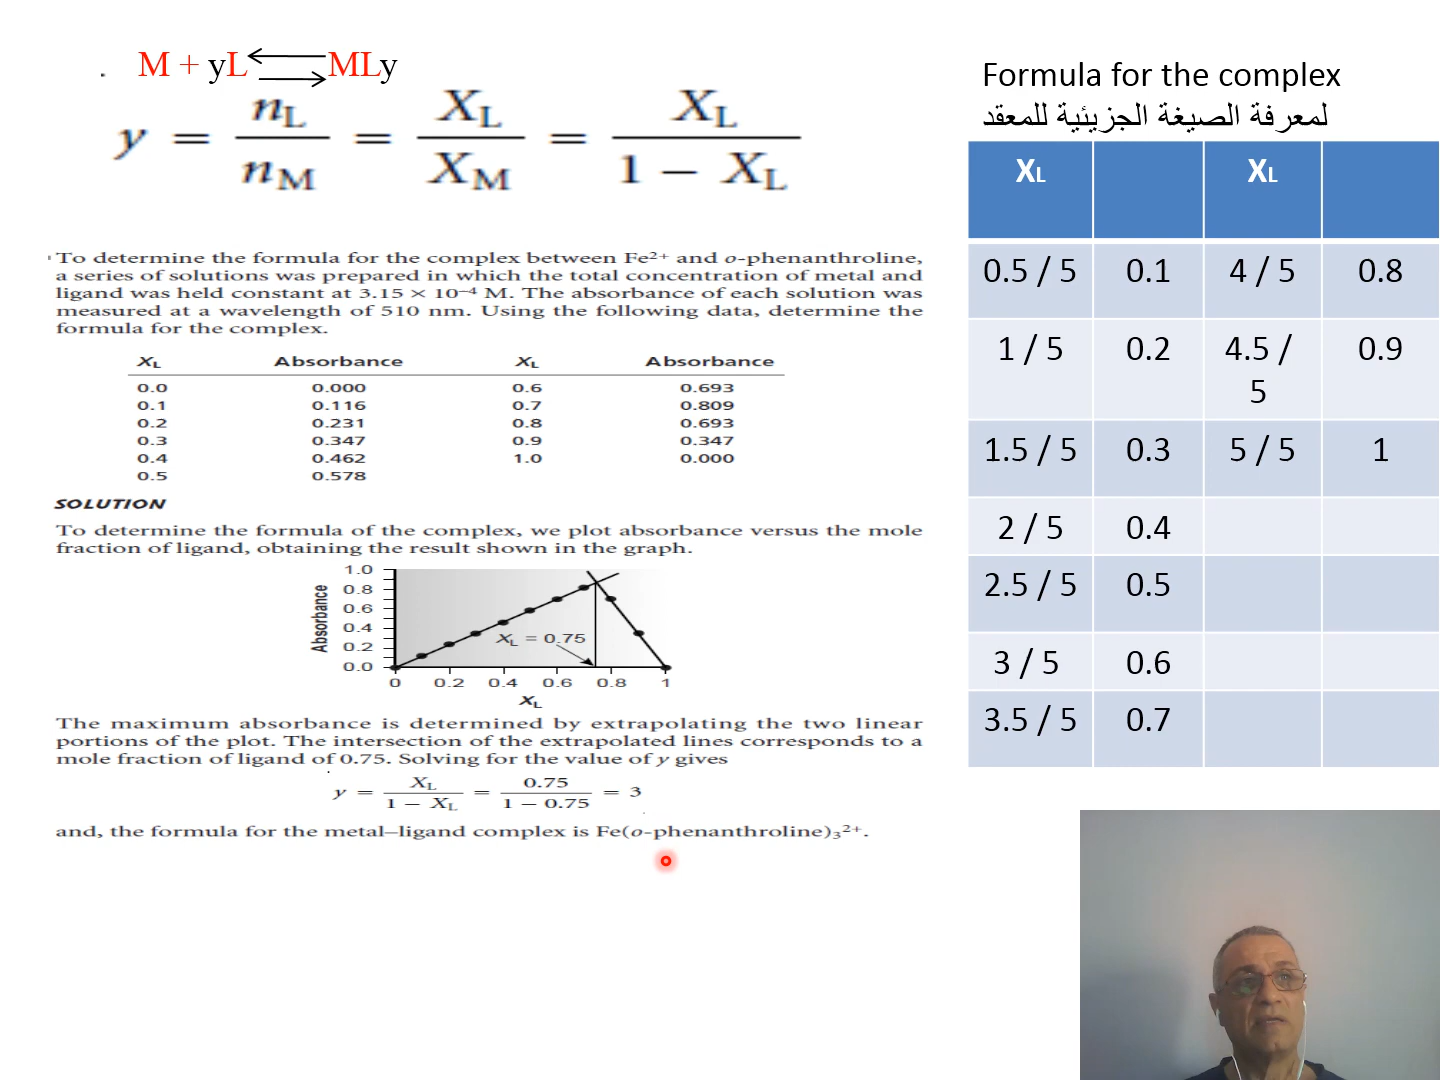 M + yL ⇄ MLy
y = nL / nM = XL / XM = XL / 1 − XL
To determine the formula for the complex between Fe²⁺ and o-phenanthroline,
a series of solutions was prepared in which the total concentration of metal and
ligand was held constant at 3.15 × 10⁻⁴ M. The absorbance of each solution was
measured at a wavelength of 510 nm. Using the following data, determine the
formula for the complex.
XL Absorbance XL Absorbance
0.0 0.000 0.6 0.693
0.1 0.116 0.7 0.809
0.2 0.231 0.8 0.693
0.3 0.347 0.9 0.347
0.4 0.462 1.0 0.000
0.5 0.578
SOLUTION
To determine the formula of the complex, we plot absorbance versus the mole
fraction of ligand, obtaining the result shown in the graph.
Absorbance
1.0
0.8
0.6
0.4
0.2
0.0
XL = 0.75
0 0.2 0.4 0.6 0.8 1
XL
The maximum absorbance is determined by extrapolating the two linear
portions of the plot. The intersection of the extrapolated lines corresponds to a
mole fraction of ligand of 0.75. Solving for the value of y gives
y = XL / 1 − XL = 0.75 / 1 − 0.75 = 3
and, the formula for the metal–ligand complex is Fe(o-phenanthroline)₃²⁺.
Formula for the complex
لمعرفة الصيغة الجزيئية للمعقد
XL XL
0.5 / 5 0.1 4 / 5 0.8
1 / 5 0.2 4.5 / 5 0.9
1.5 / 5 0.3 5 / 5 1
2 / 5 0.4
2.5 / 5 0.5
3 / 5 0.6
3.5 / 5 0.7